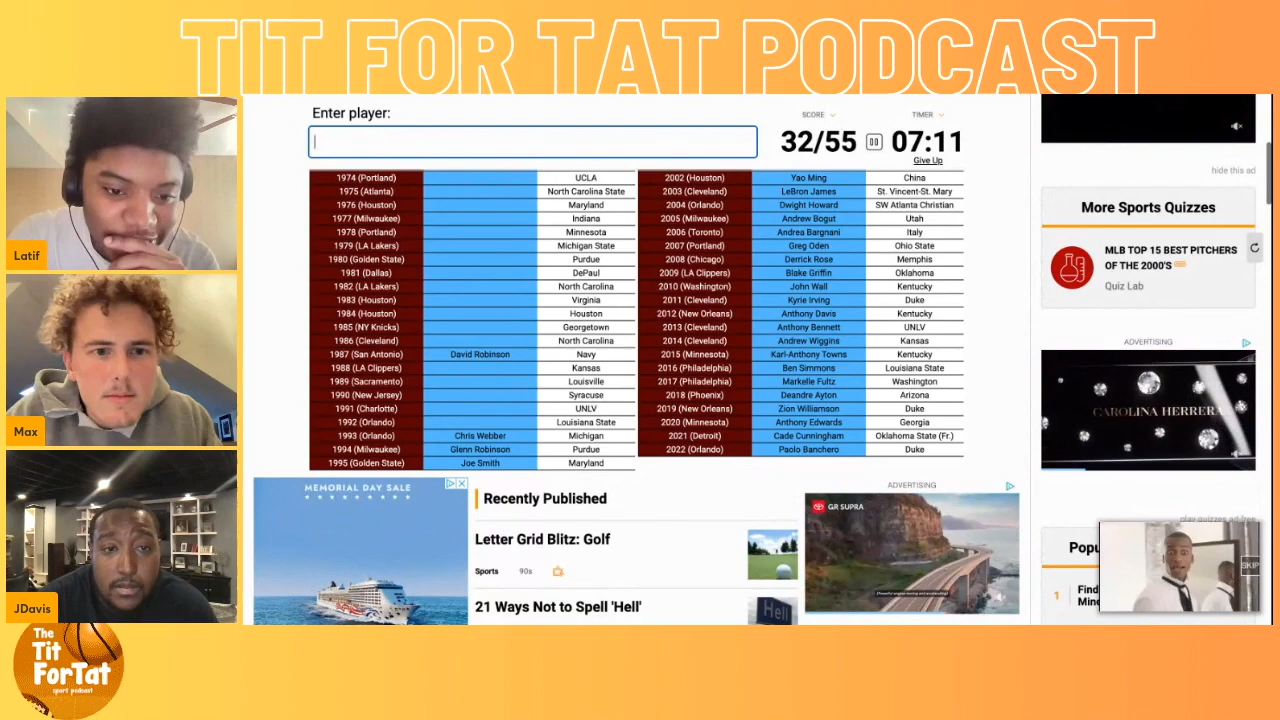 TIT FOR TAT PODCAST
Latif
Max
JDavis
The
Tit
ForTat
sport podcast
Enter player:
SCORE
32/55
TIMER
07:11
Give Up
1974 (Portland) UCLA
1975 (Atlanta) North Carolina State
1976 (Houston) Maryland
1977 (Milwaukee) Indiana
1978 (Portland) Minnesota
1979 (LA Lakers) Michigan State
1980 (Golden State) Purdue
1981 (Dallas) DePaul
1982 (LA Lakers) North Carolina
1983 (Houston) Virginia
1984 (Houston) Houston
1985 (NY Knicks) Georgetown
1986 (Cleveland) North Carolina
1987 (San Antonio) David Robinson Navy
1988 (LA Clippers) Kansas
1989 (Sacramento) Louisville
1990 (New Jersey) Syracuse
1991 (Charlotte) UNLV
1992 (Orlando) Louisiana State
1993 (Orlando) Chris Webber Michigan
1994 (Milwaukee) Glenn Robinson Purdue
1995 (Golden State) Joe Smith Maryland
2002 (Houston) Yao Ming China
2003 (Cleveland) LeBron James St. Vincent-St. Mary
2004 (Orlando) Dwight Howard SW Atlanta Christian
2005 (Milwaukee) Andrew Bogut Utah
2006 (Toronto) Andrea Bargnani Italy
2007 (Portland) Greg Oden Ohio State
2008 (Chicago) Derrick Rose Memphis
2009 (LA Clippers) Blake Griffin Oklahoma
2010 (Washington) John Wall Kentucky
2011 (Cleveland) Kyrie Irving Duke
2012 (New Orleans) Anthony Davis Kentucky
2013 (Cleveland) Anthony Bennett UNLV
2014 (Cleveland) Andrew Wiggins Kansas
2015 (Minnesota) Karl-Anthony Towns Kentucky
2016 (Philadelphia) Ben Simmons Louisiana State
2017 (Philadelphia) Markelle Fultz Washington
2018 (Phoenix) Deandre Ayton Arizona
2019 (New Orleans) Zion Williamson Duke
2020 (Minnesota) Anthony Edwards Georgia
2021 (Detroit) Cade Cunningham Oklahoma State (Fr.)
2022 (Orlando) Paolo Banchero Duke
MEMORIAL DAY SALE
Recently Published
Letter Grid Blitz: Golf
Sports 90s
21 Ways Not to Spell 'Hell'
Hell
ADVERTISING
GR SUPRA
hide this ad
More Sports Quizzes
MLB TOP 15 BEST PITCHERS
OF THE 2000'S
Quiz Lab
ADVERTISING
CAROLINA HERRERA
play quizzes ad-free
Popu
1 Find
Mine
SKIP